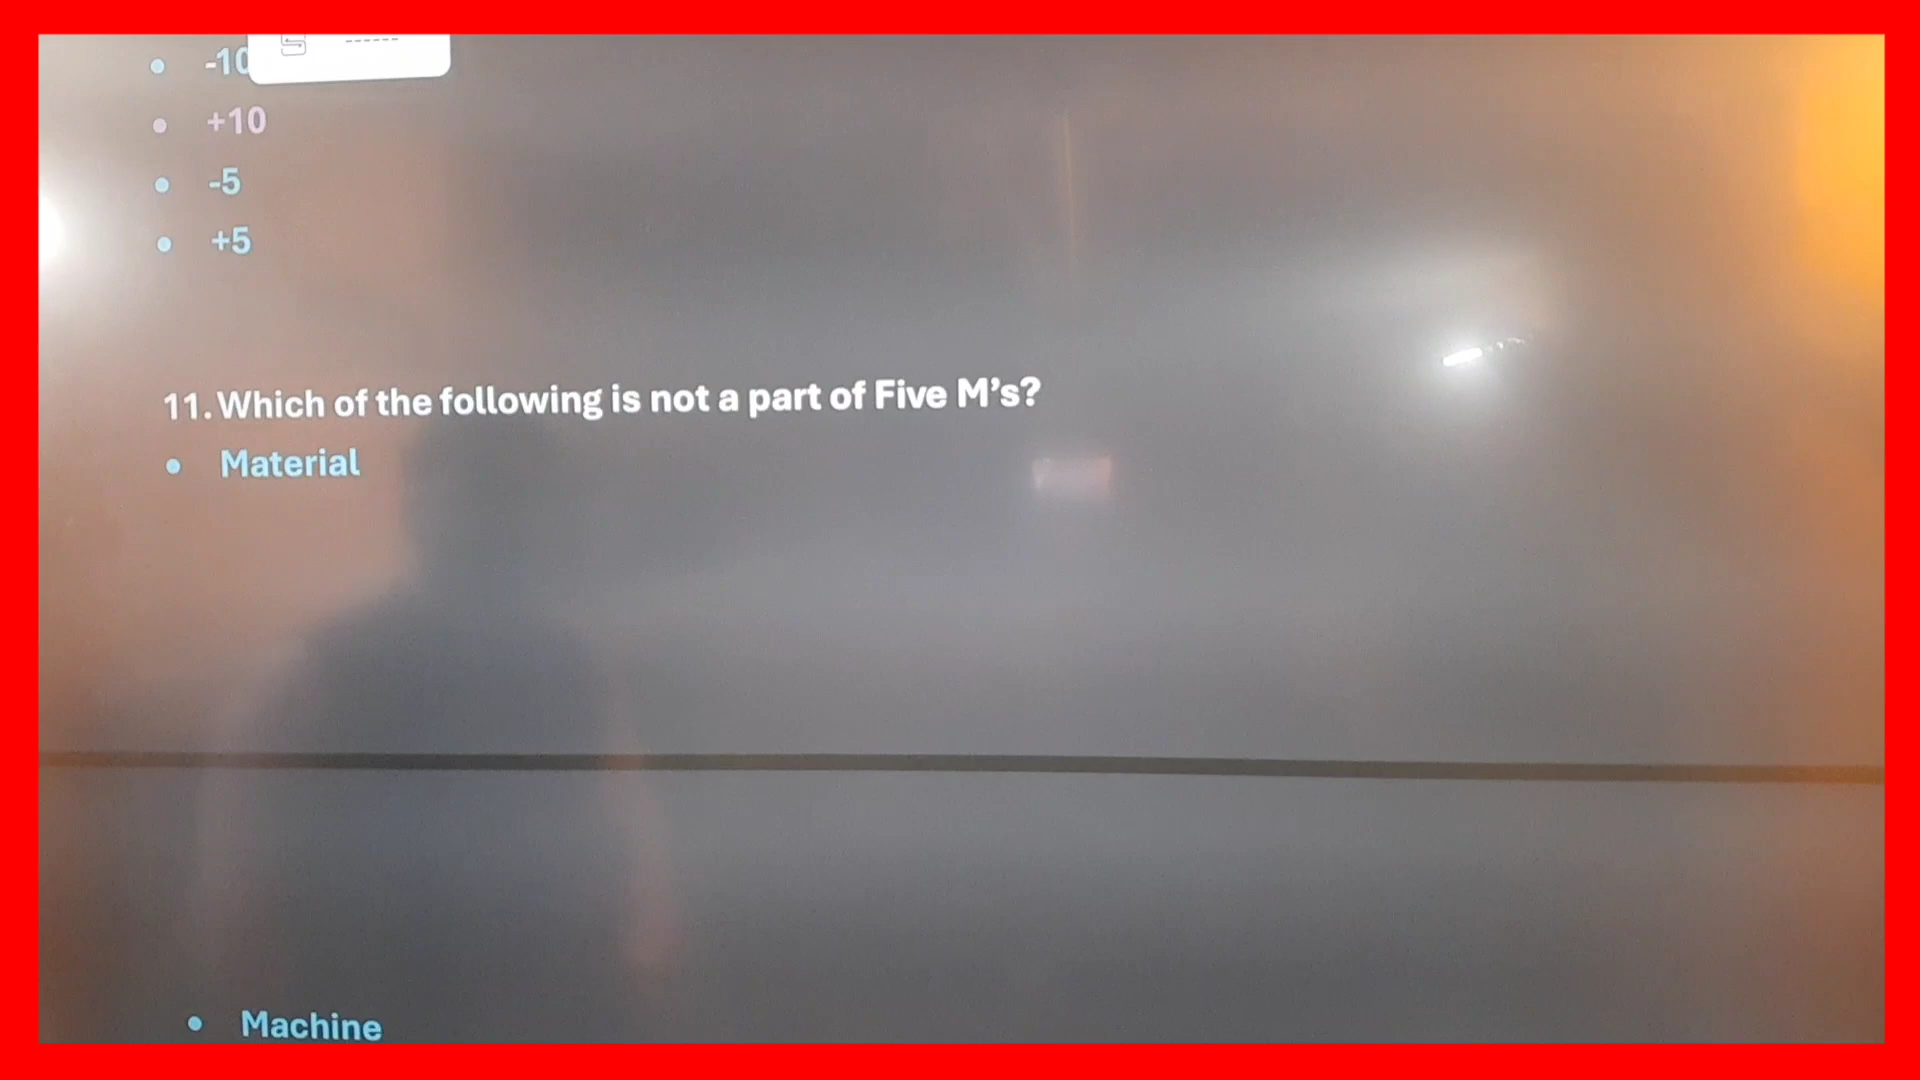 -10
+10
-5
+5
11. Which of the following is not a part of Five M's?
Material
Machine